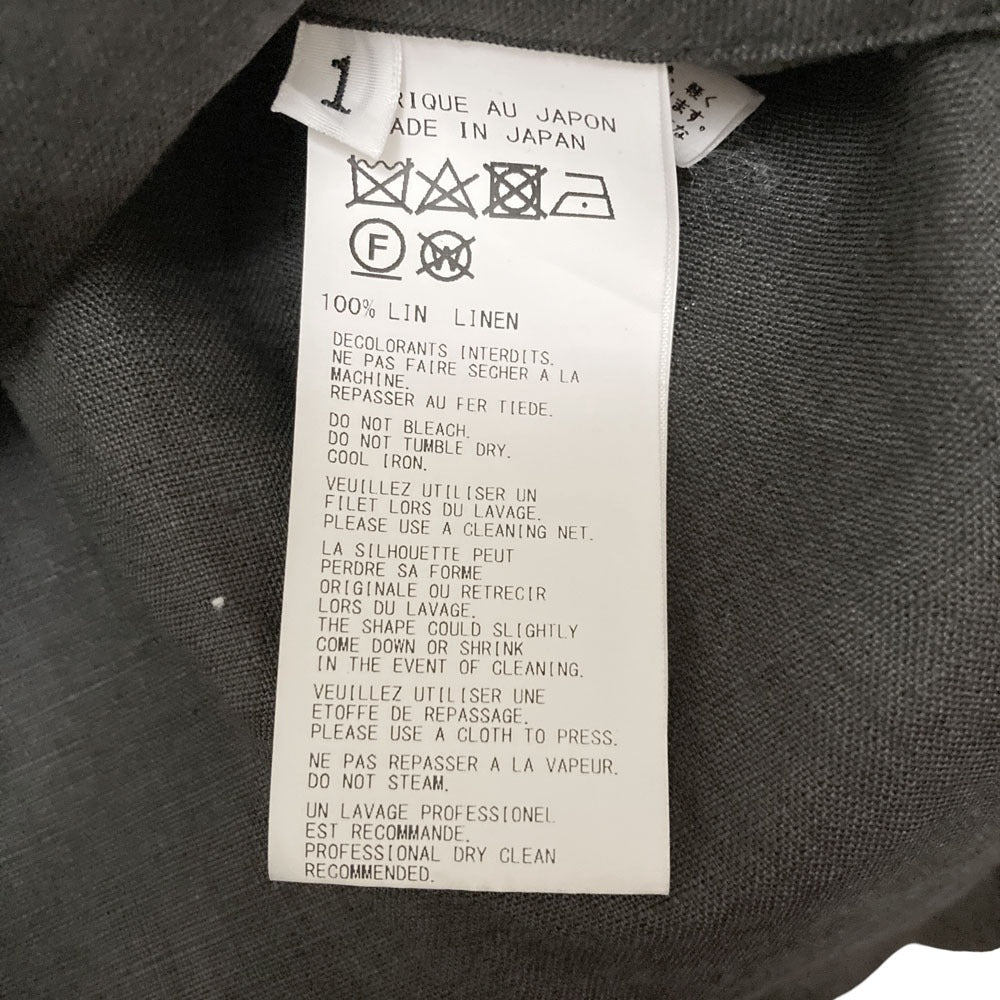 1
RIQUE AU JAPON
ADE IN JAPAN
F
W
100% LIN LINEN
DECOLORANTS INTERDITS.
NE PAS FAIRE SECHER A LA
MACHINE.
REPASSER AU FER TIEDE.
DO NOT BLEACH.
DO NOT TUMBLE DRY.
COOL IRON.
VEUILLEZ UTILISER UN
FILET LORS DU LAVAGE.
PLEASE USE A CLEANING NET.
LA SILHOUETTE PEUT
PERDRE SA FORME
ORIGINALE OU RETRECIR
LORS DU LAVAGE.
THE SHAPE COULD SLIGHTLY
COME DOWN OR SHRINK
IN THE EVENT OF CLEANING.
VEUILLEZ UTILISER UNE
ETOFFE DE REPASSAGE.
PLEASE USE A CLOTH TO PRESS.
NE PAS REPASSER A LA VAPEUR.
DO NOT STEAM.
UN LAVAGE PROFESSIONEL
EST RECOMMANDE.
PROFESSIONAL DRY CLEAN
RECOMMENDED.
軽く
ます。